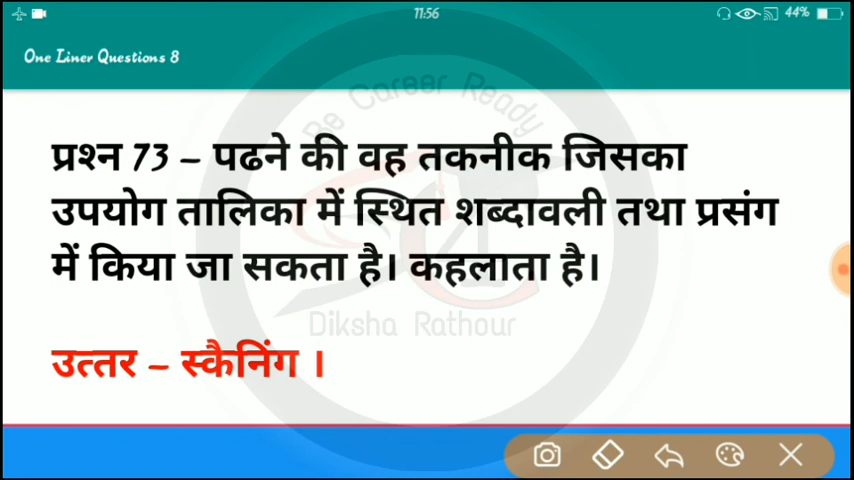 11:56
44%
One Liner Questions 8
Be Career Ready
प्रश्न 73 – पढने की वह तकनीक जिसका
उपयोग तालिका में स्थित शब्दावली तथा प्रसंग
में किया जा सकता है। कहलाता है।
Diksha Rathour
उत्तर – स्कैनिंग ।